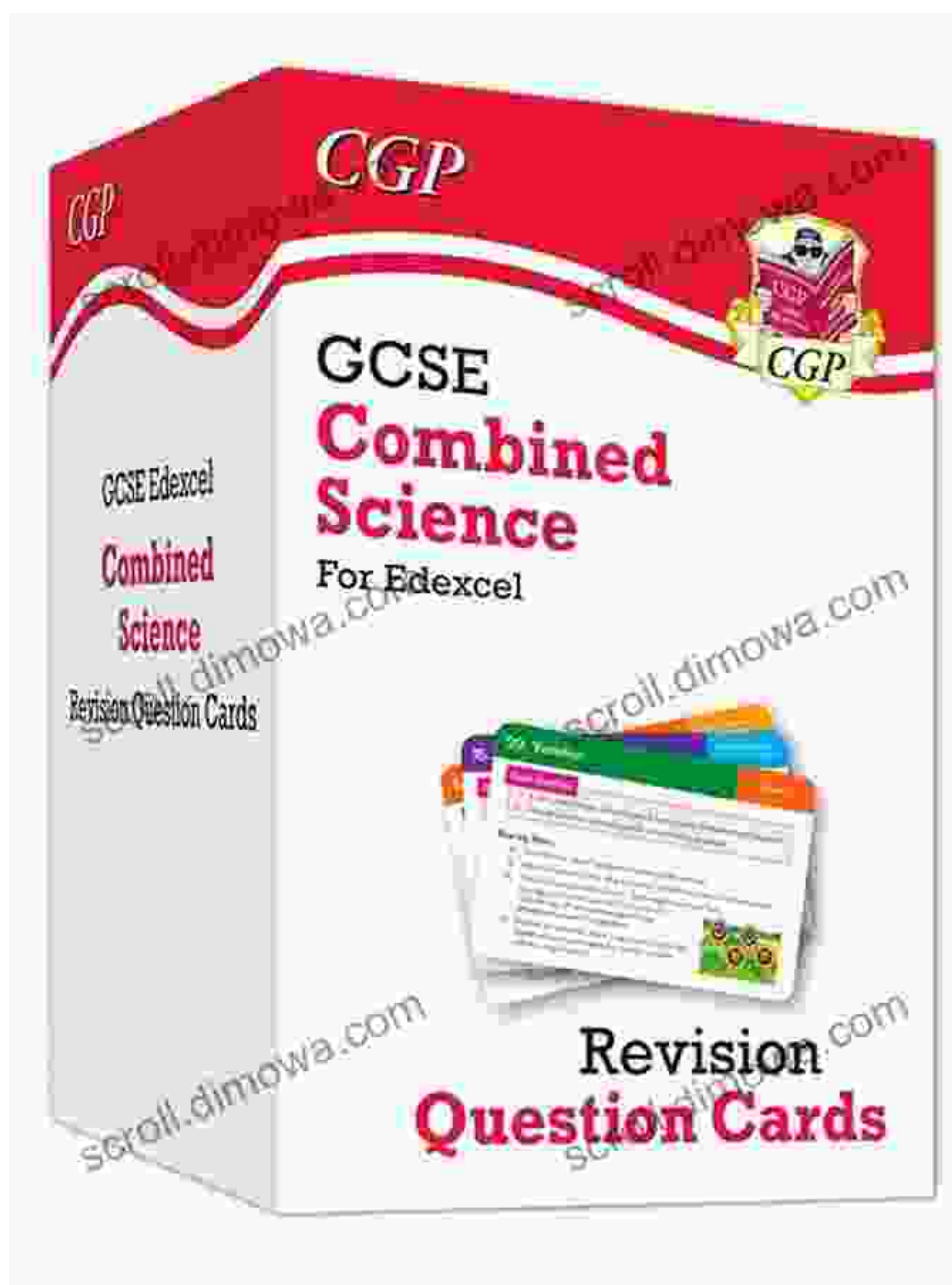 CGP
GCSE Edexcel
Combined
Science
Revision Question Cards
CGP
CGP
CGP
GCSE
Combined
Science
For Edexcel
Revision
Question Cards
scroll.dimowa.com
scroll.dimowa.com
scroll.dimowa.com
scroll.dimowa.com
scroll.dimowa.com
scroll.dimowa.com